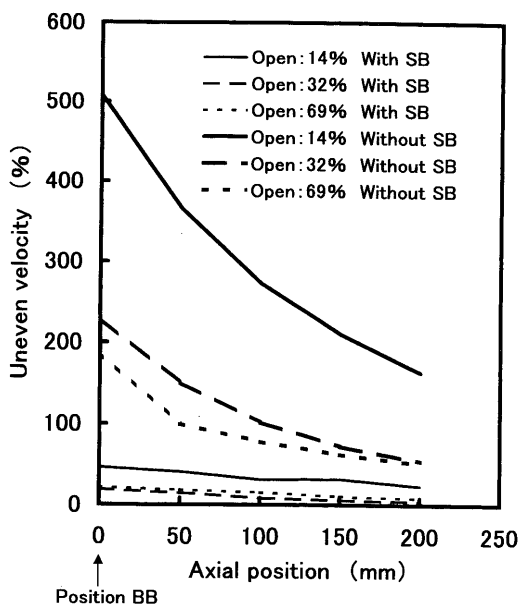 600
500
400
300
200
100
0
Uneven velocity (%)
Open:14% With SB
Open:32% With SB
Open:69% With SB
Open:14% Without SB
Open:32% Without SB
Open:69% Without SB
0 50 100 150 200 250
Axial position (mm)
Position BB